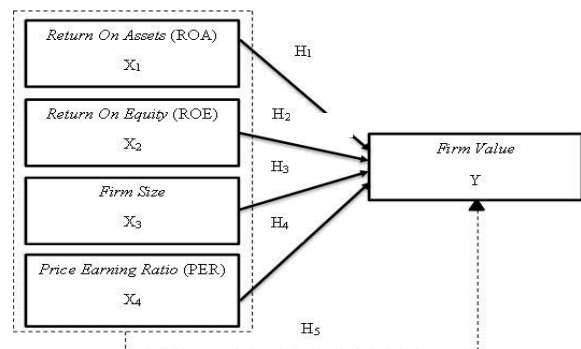 Return On Assets (ROA)
X1
H1
Return On Equity (ROE)
X2
H2
H3
Firm Size
X3
H4
Price Earning Ratio (PER)
X4
Firm Value
Y
H5